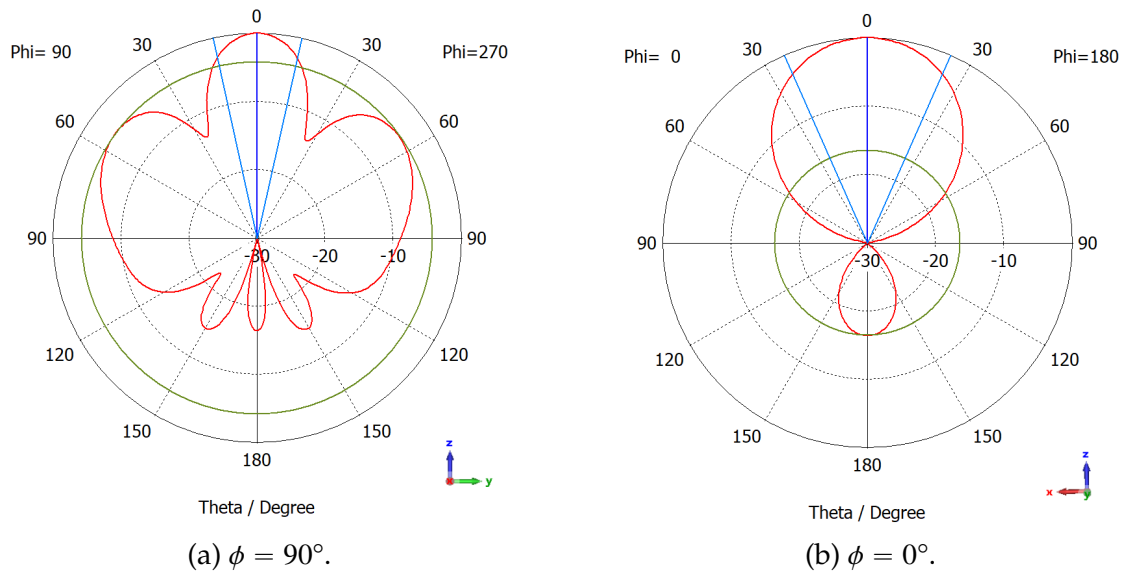 0
Phi= 90 30 30 Phi=270
60 60
90 -30 -20 -10 90
120 120
150 150
180
z
x y
Theta / Degree
(a) ϕ = 90°.
0
Phi= 0 30 30 Phi=180
60 60
90 -30 -20 -10 90
120 120
150 150
180
z
x y
Theta / Degree
(b) ϕ = 0°.